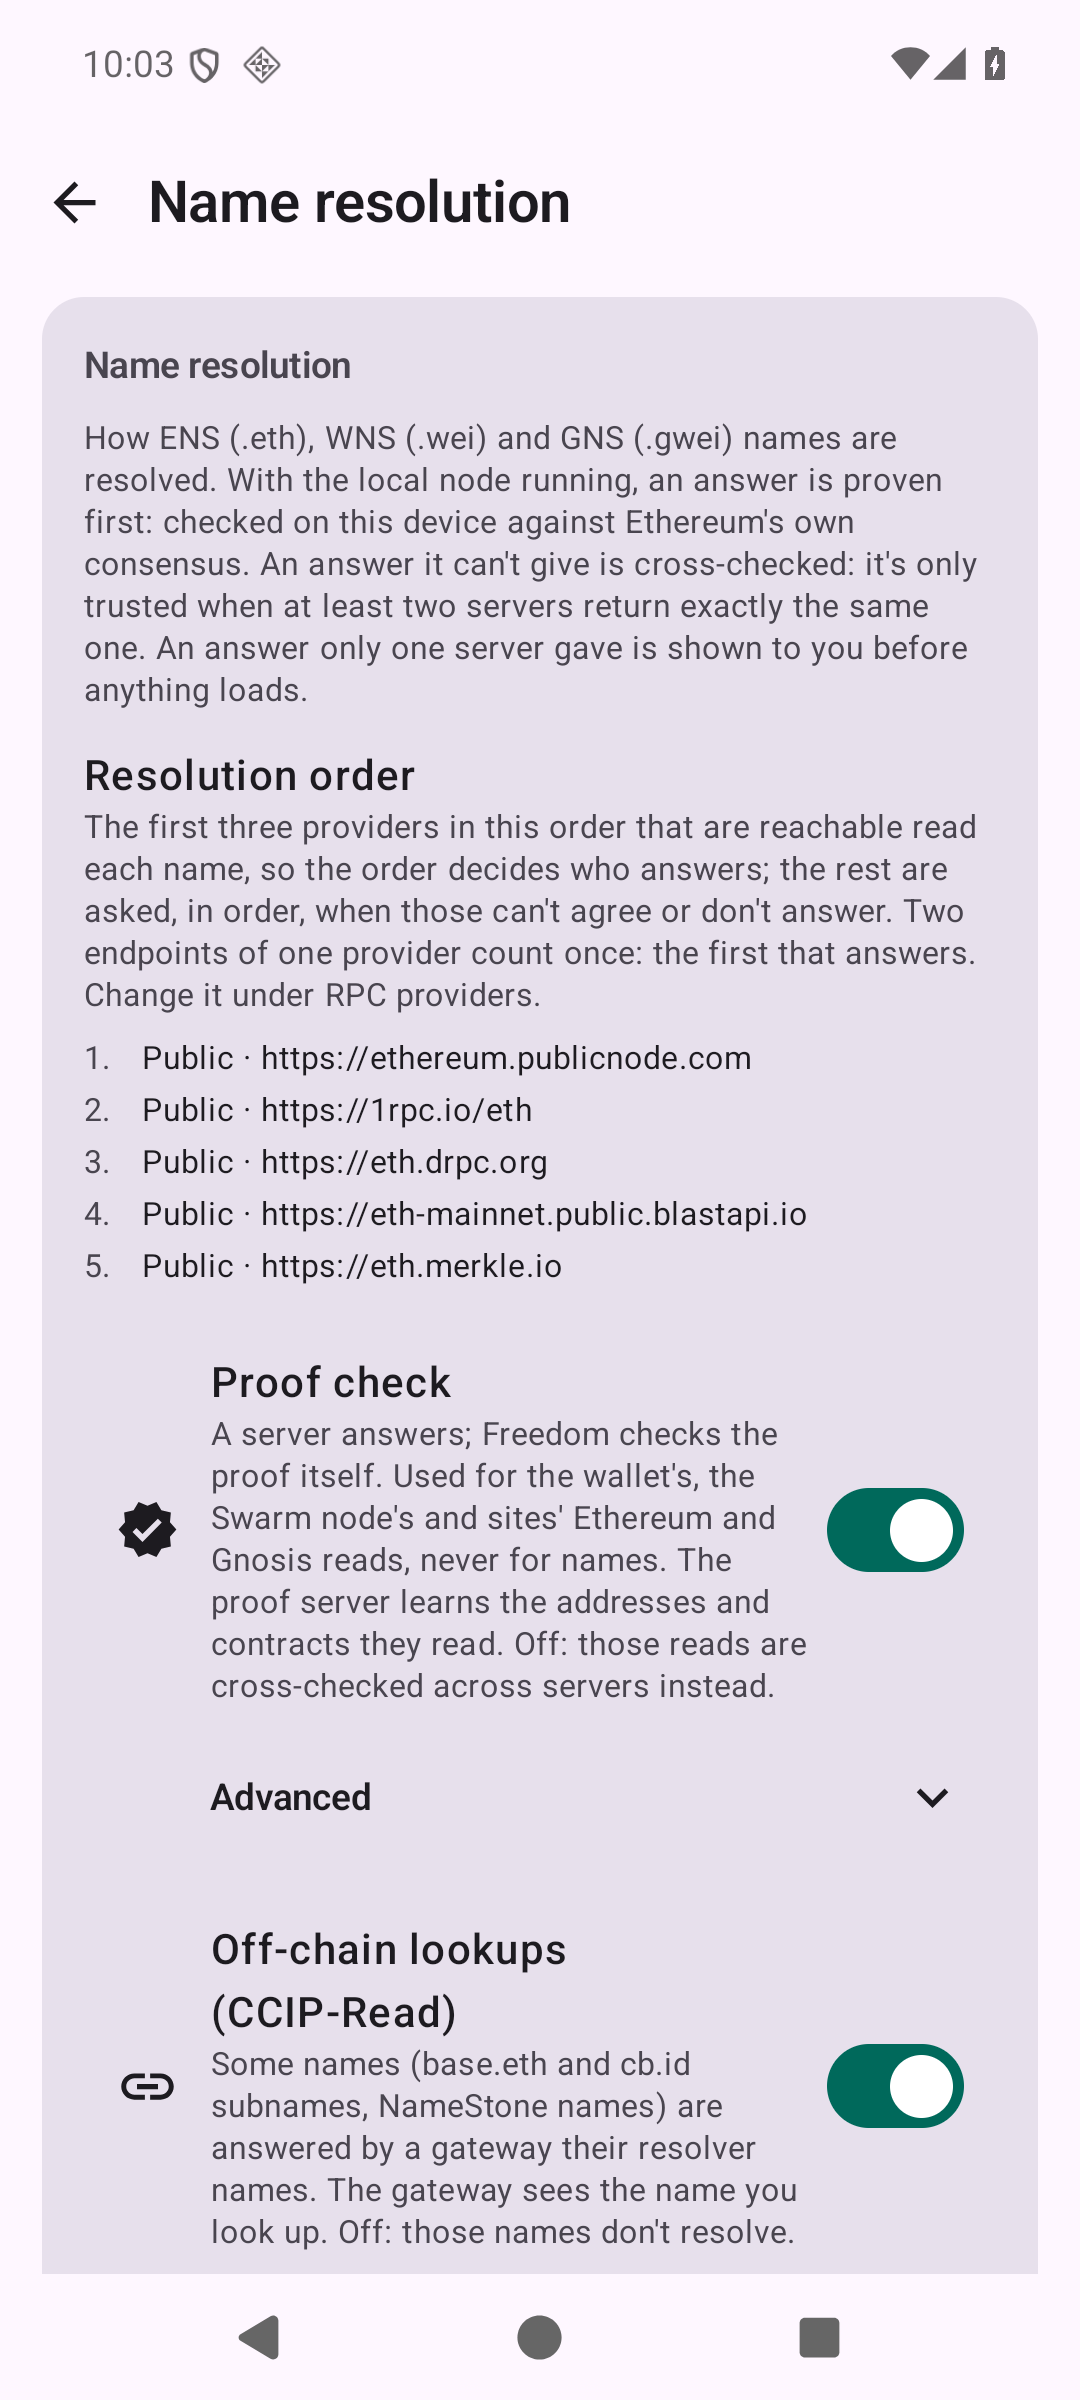 10:03
Name resolution
Name resolution
How ENS (.eth), WNS (.wei) and GNS (.gwei) names are
resolved. With the local node running, an answer is proven
first: checked on this device against Ethereum's own
consensus. An answer it can't give is cross-checked: it's only
trusted when at least two servers return exactly the same
one. An answer only one server gave is shown to you before
anything loads.
Resolution order
The first three providers in this order that are reachable read
each name, so the order decides who answers; the rest are
asked, in order, when those can't agree or don't answer. Two
endpoints of one provider count once: the first that answers.
Change it under RPC providers.
1. Public · https://ethereum.publicnode.com
2. Public · https://1rpc.io/eth
3. Public · https://eth.drpc.org
4. Public · https://eth-mainnet.public.blastapi.io
5. Public · https://eth.merkle.io
Proof check
A server answers; Freedom checks the
proof itself. Used for the wallet's, the
Swarm node's and sites' Ethereum and
Gnosis reads, never for names. The
proof server learns the addresses and
contracts they read. Off: those reads are
cross-checked across servers instead.
Advanced
Off-chain lookups
(CCIP-Read)
Some names (base.eth and cb.id
subnames, NameStone names) are
answered by a gateway their resolver
names. The gateway sees the name you
look up. Off: those names don't resolve.